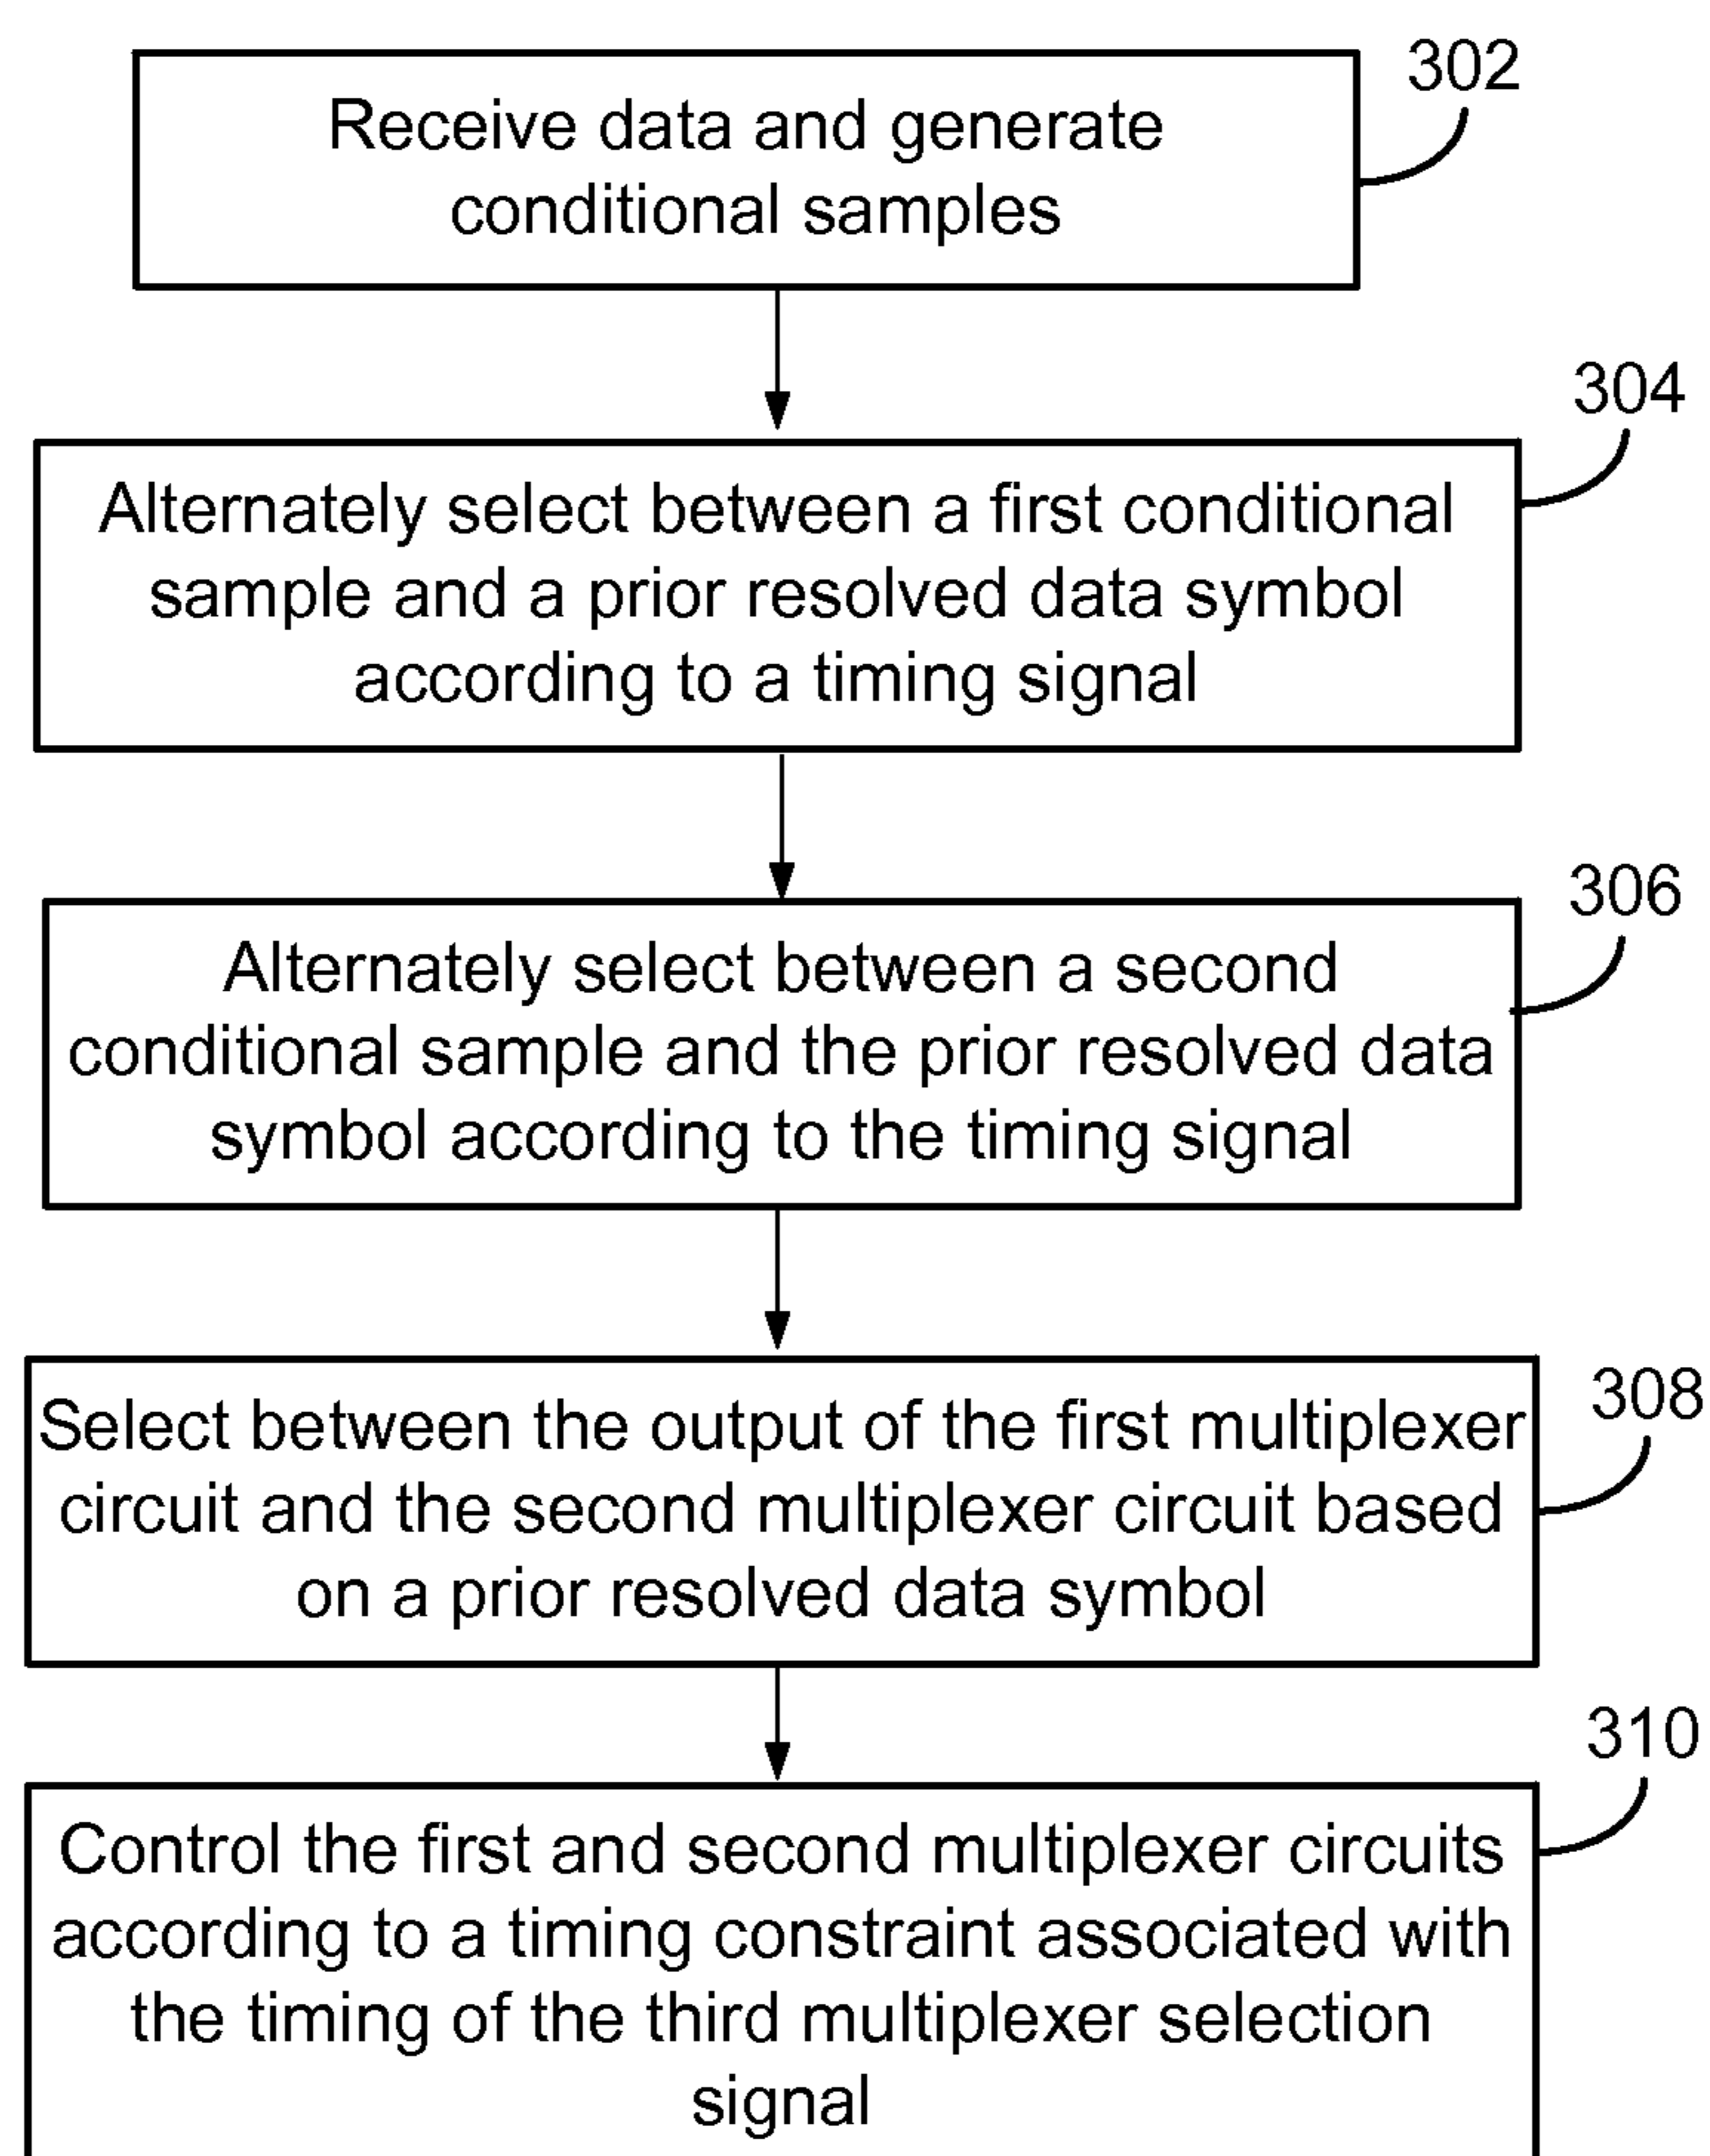 302
Receive data and generate
conditional samples
304
Alternately select between a first conditional
sample and a prior resolved data symbol
according to a timing signal
306
Alternately select between a second
conditional sample and the prior resolved data
symbol according to the timing signal
308
Select between the output of the first multiplexer
circuit and the second multiplexer circuit based
on a prior resolved data symbol
310
Control the first and second multiplexer circuits
according to a timing constraint associated with
the timing of the third multiplexer selection
signal